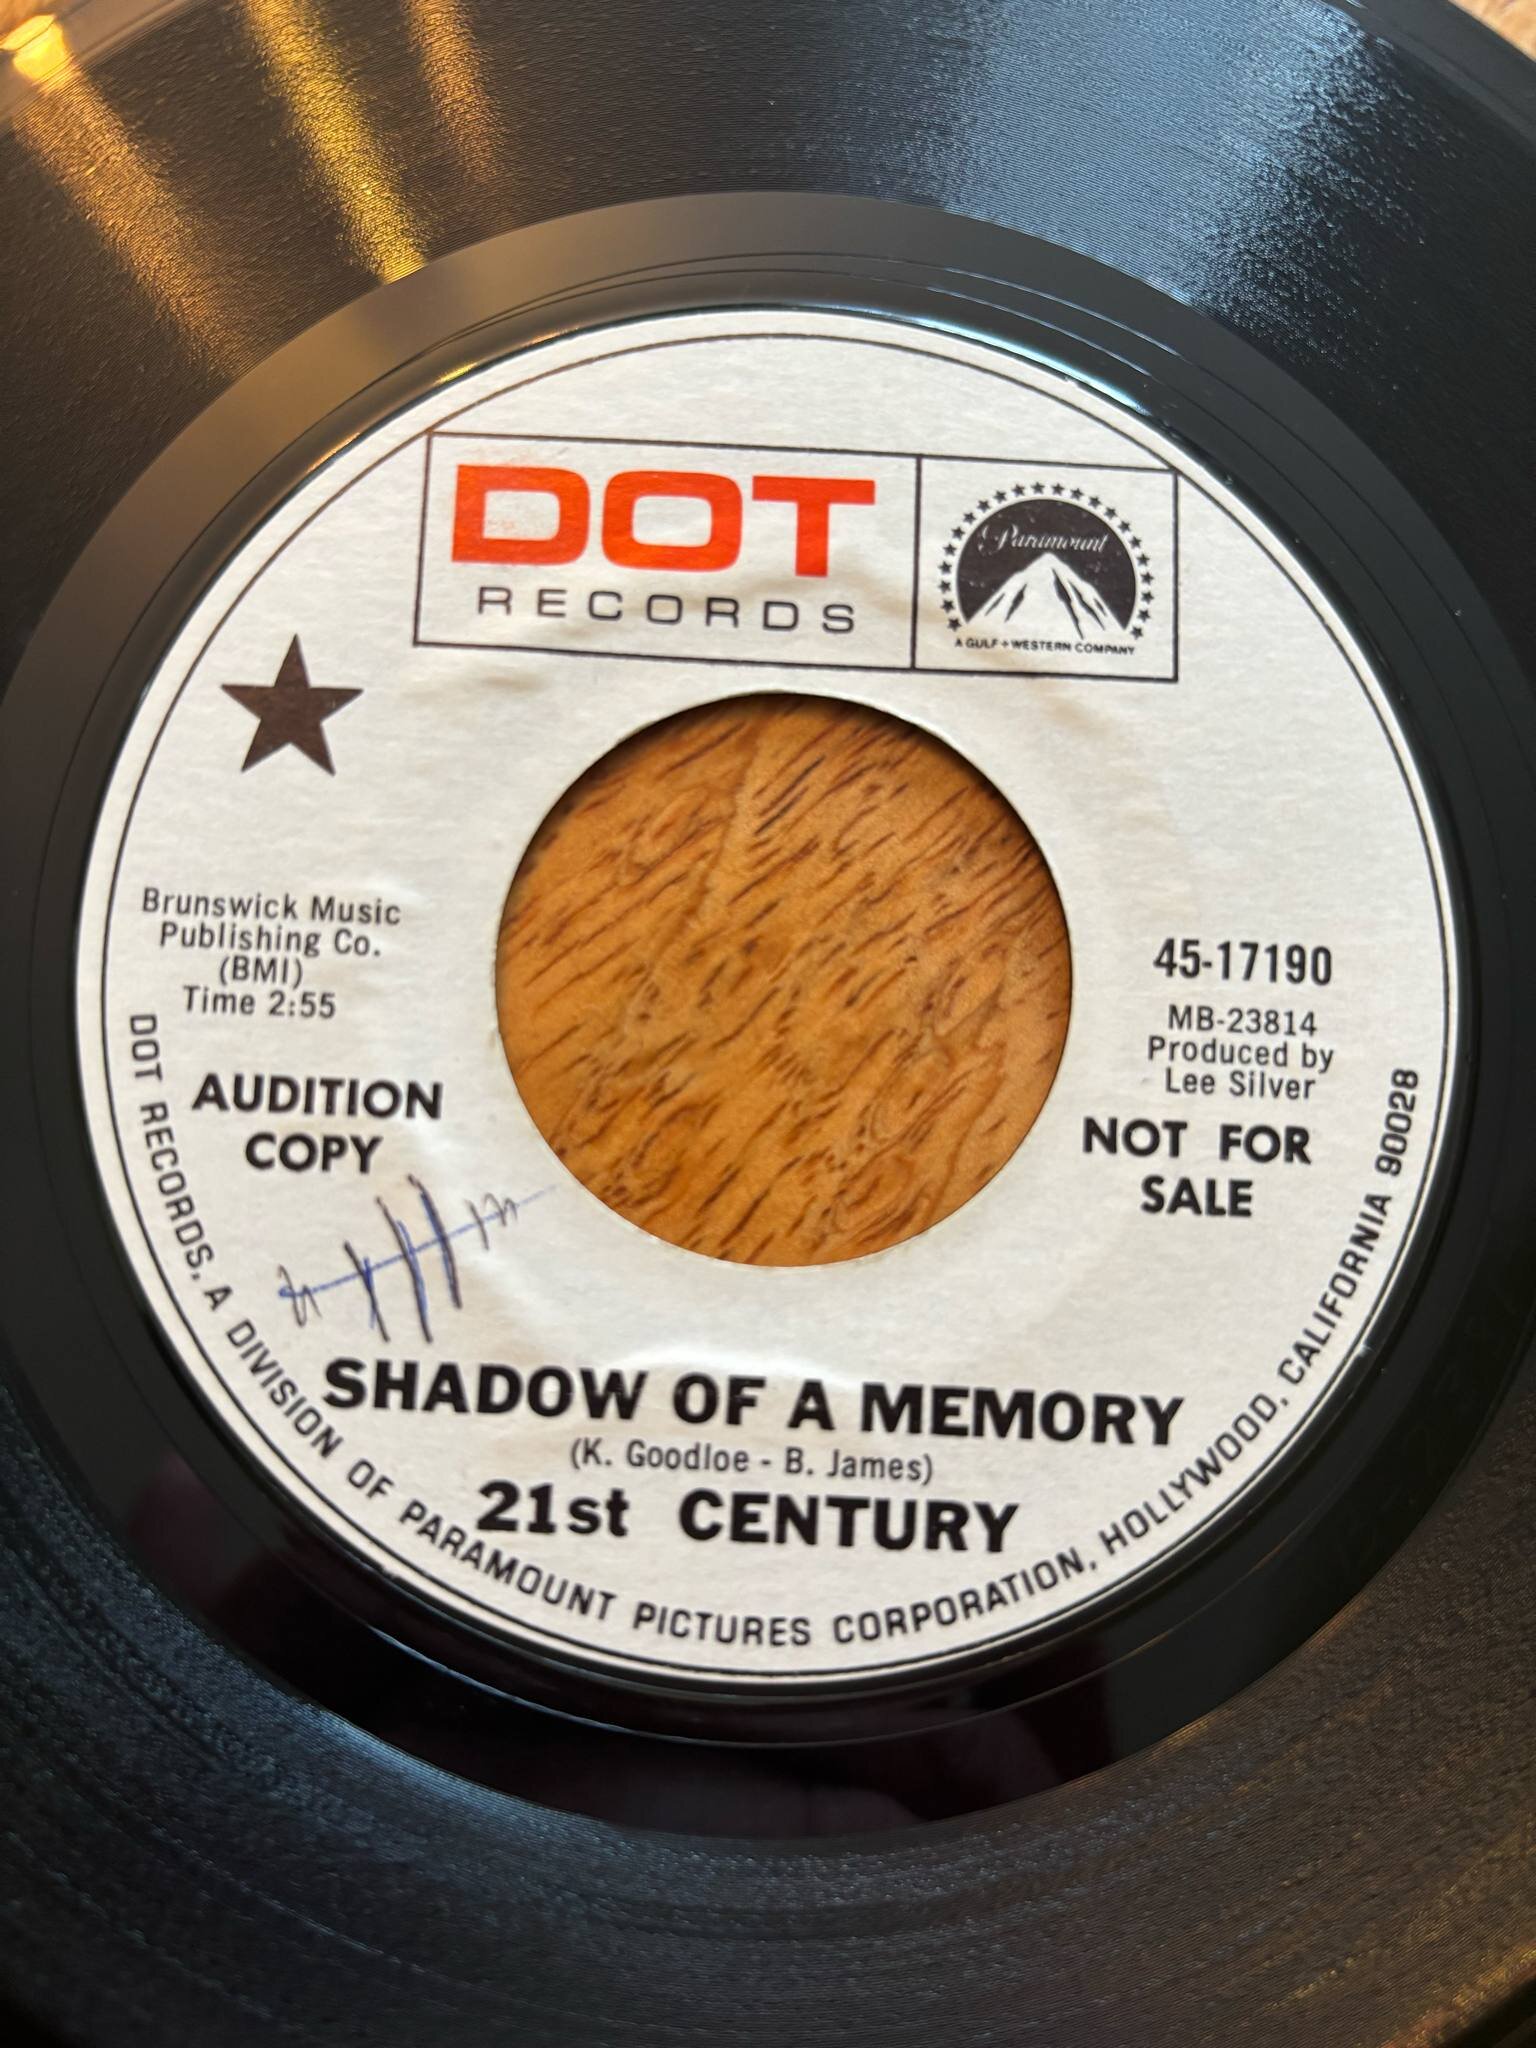 DOT
RECORDS
Paramount
A GULF + WESTERN COMPANY
Brunswick Music
Publishing Co.
(BMI)
Time 2:55
AUDITION
COPY
45-17190
MB-23814
Produced by
Lee Silver
NOT FOR
SALE
SHADOW OF A MEMORY
(K. Goodloe - B. James)
21st CENTURY
DOT RECORDS, A DIVISION OF PARAMOUNT PICTURES CORPORATION, HOLLYWOOD, CALIFORNIA 90028